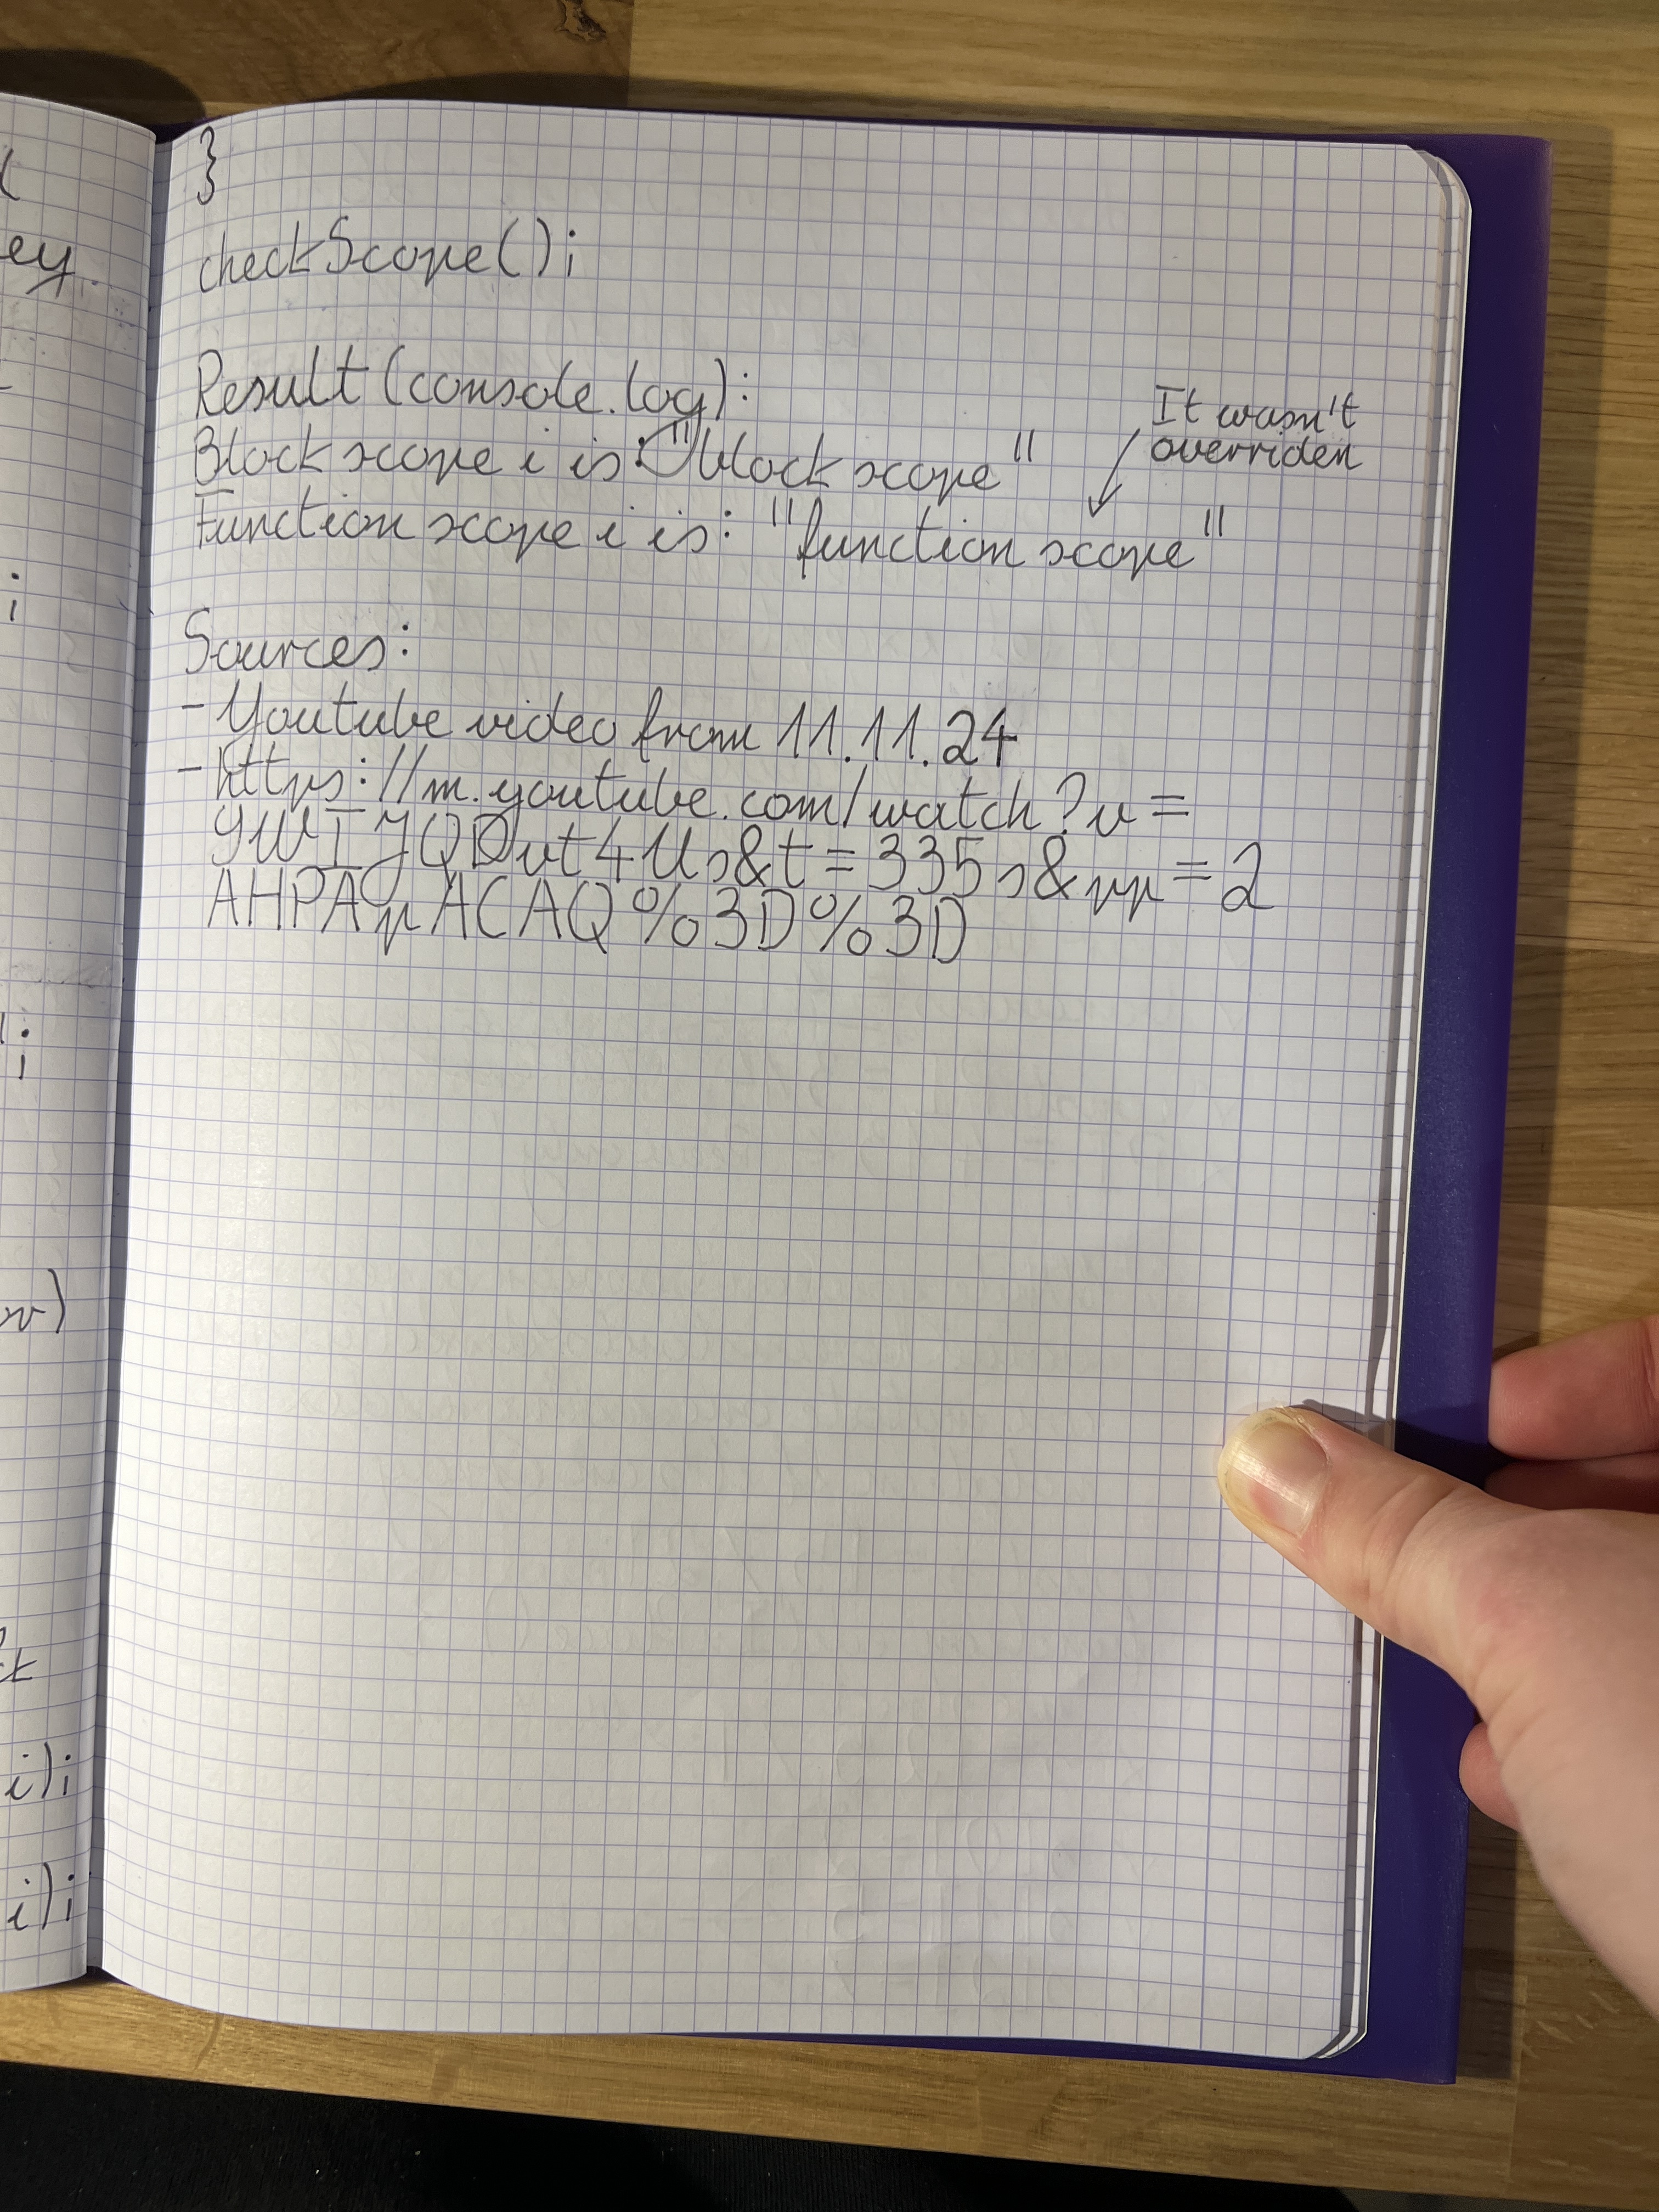 }
checkScope();
Result (console.log):
Block scope i is: "block scope"
It wasn't
overriden
Function scope i is: "function scope"
Sources:
- Youtube video from 11.11.24
- https://m.youtube.com/watch?v=
9WIJQDvt4Us&t=335s&pp=2
AHPApACAQ%3D%3D
ey
;
;
w)
i);
i);